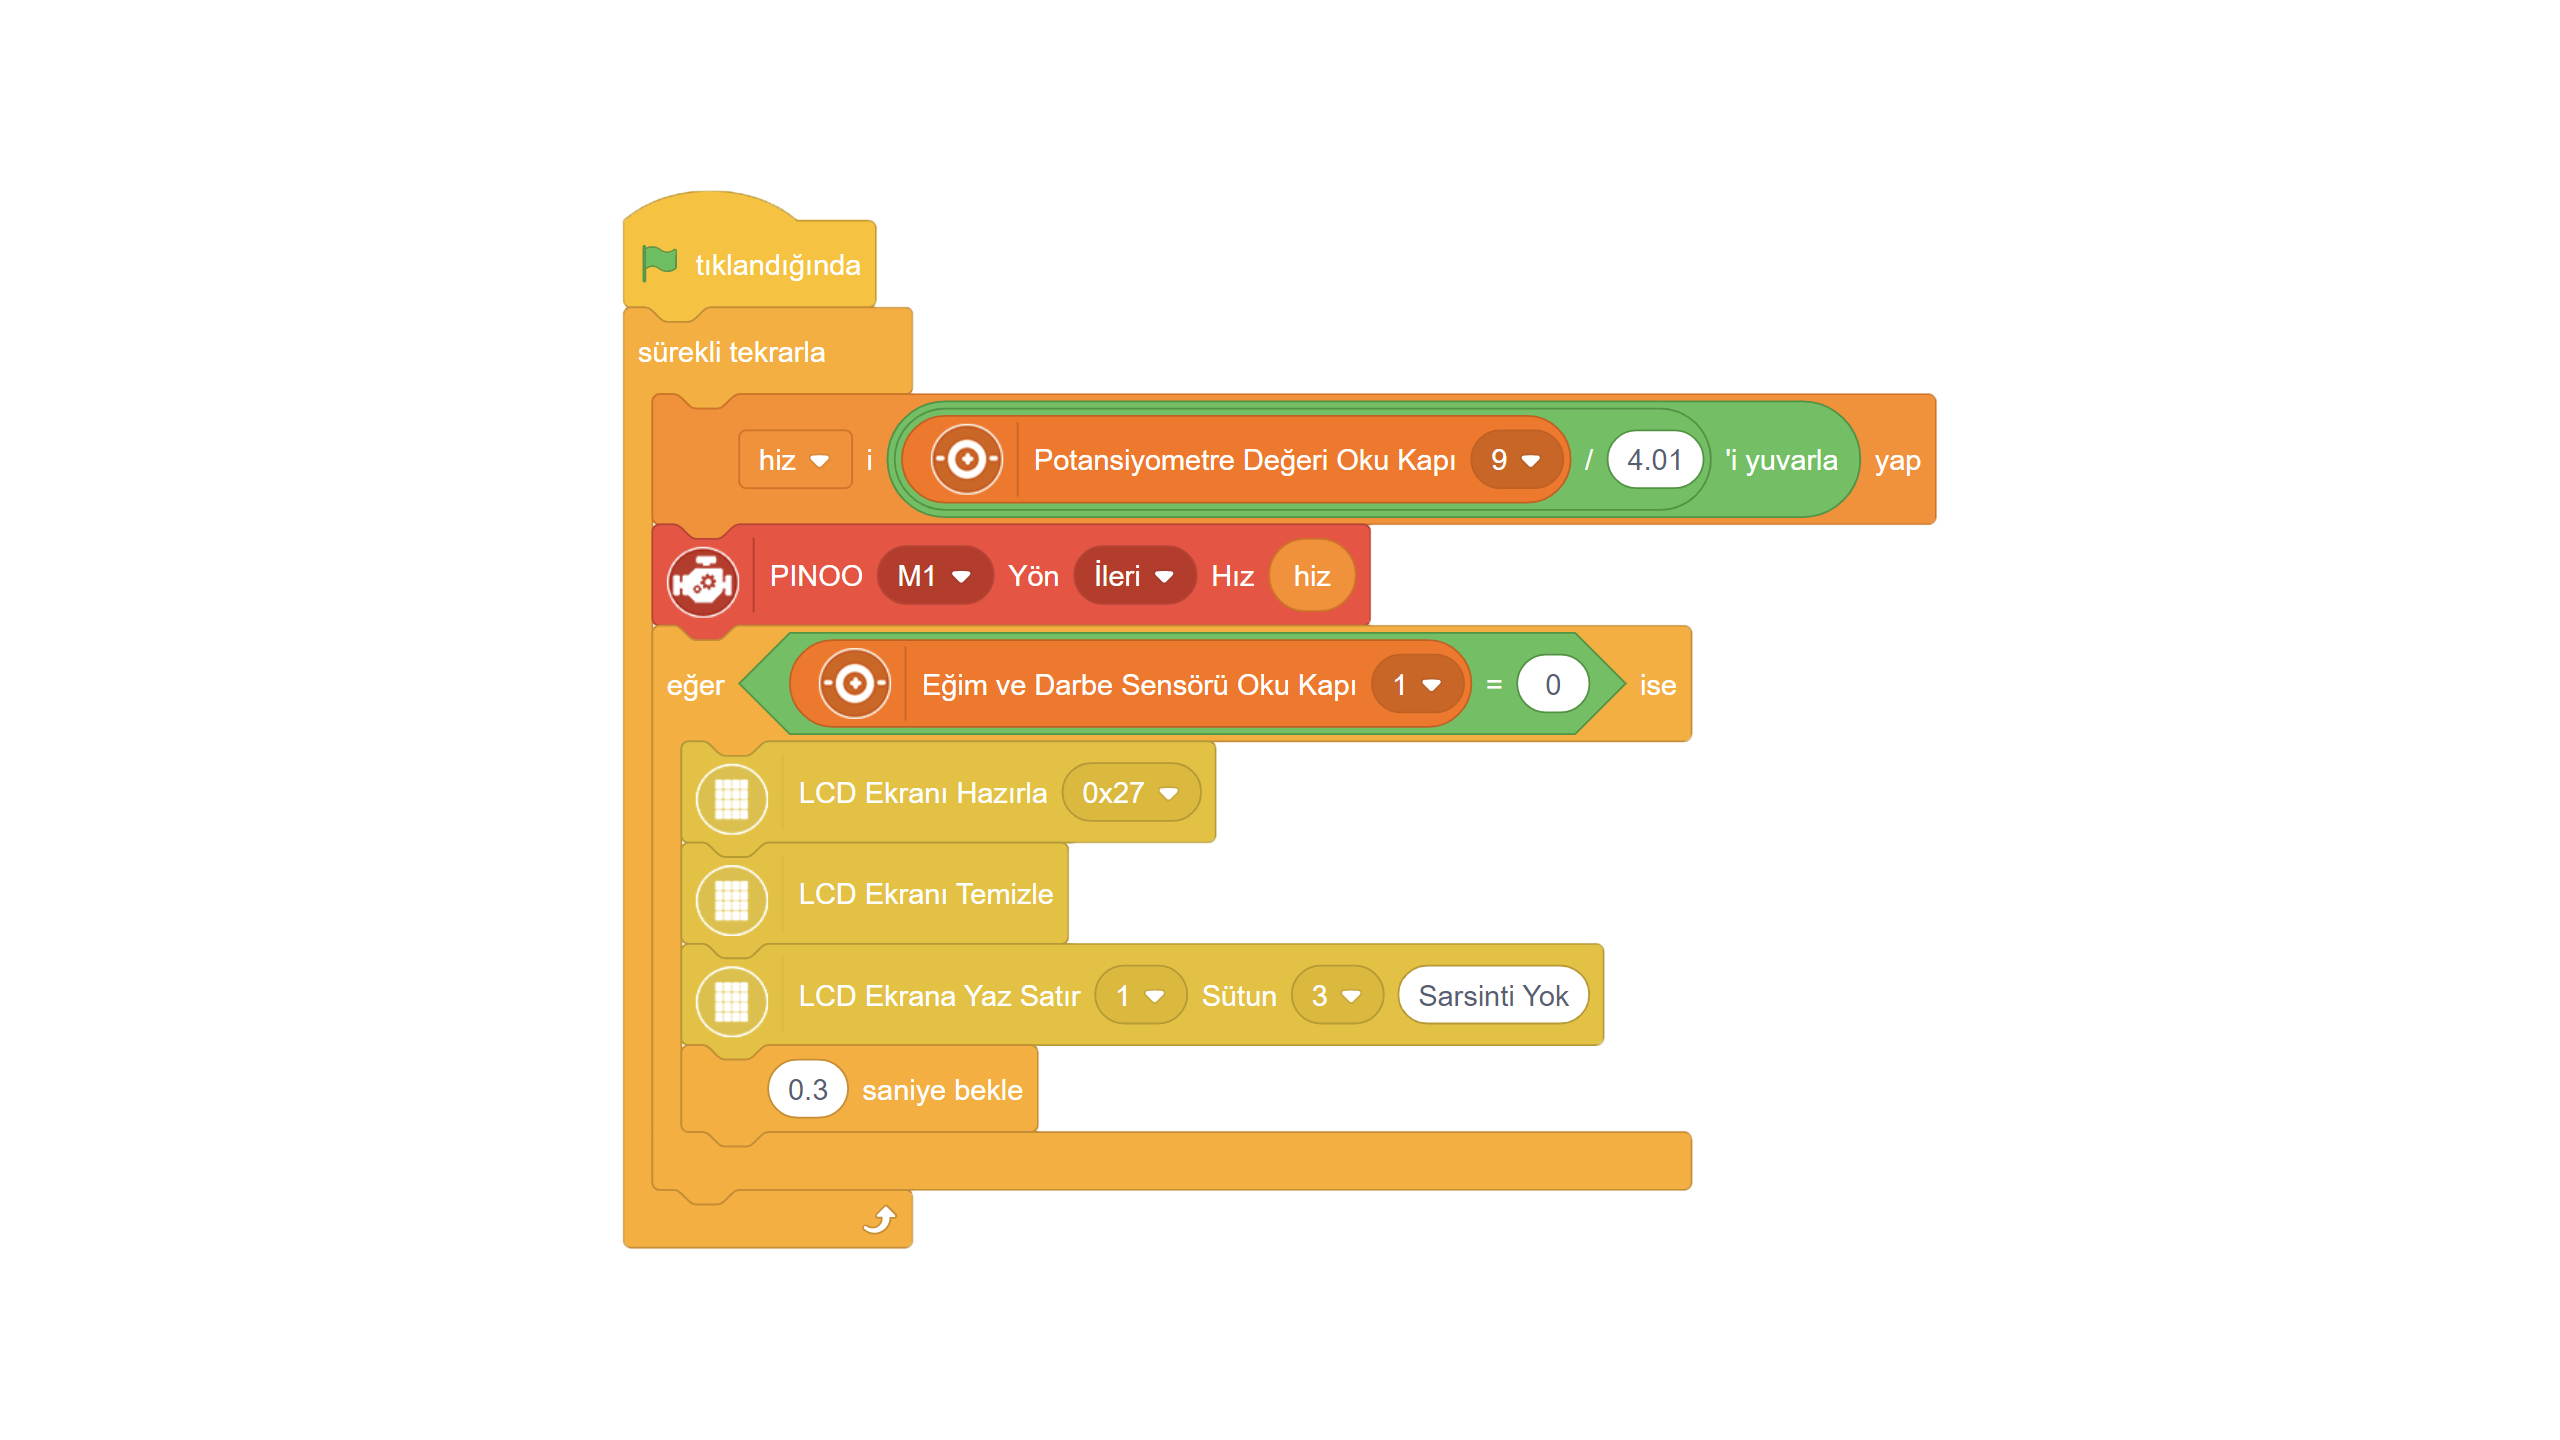 tıklandığında
sürekli tekrarla
hiz i Potansiyometre Değeri Oku Kapı 9 / 4.01 'i yuvarla yap
PINOO M1 Yön İleri Hız hiz
eğer Eğim ve Darbe Sensörü Oku Kapı 1 = 0 ise
LCD Ekranı Hazırla 0x27
LCD Ekranı Temizle
LCD Ekrana Yaz Satır 1 Sütun 3 Sarsinti Yok
0.3 saniye bekle